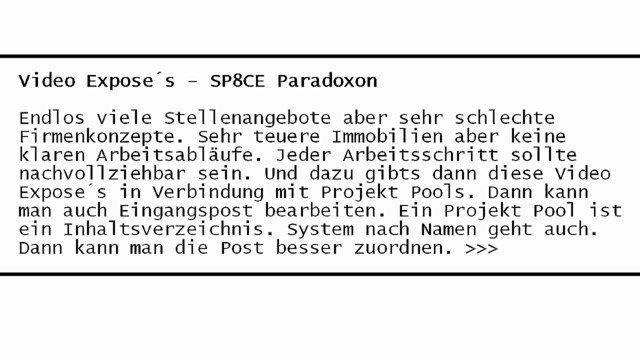 Video Expose´s – SP8CE Paradoxon
Endlos viele Stellenangebote aber sehr schlechte
Firmenkonzepte. Sehr teuere Immobilien aber keine
klaren Arbeitsabläufe. Jeder Arbeitsschritt sollte
nachvollziehbar sein. Und dazu gibts dann diese Video
Expose´s in Verbindung mit Projekt Pools. Dann kann
man auch Eingangspost bearbeiten. Ein Projekt Pool ist
ein Inhaltsverzeichnis. System nach Namen geht auch.
Dann kann man die Post besser zuordnen. >>>